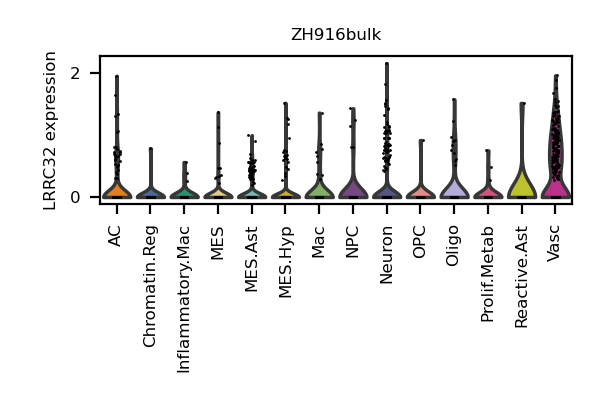 ZH916bulk
LRRC32 expression
2
0
AC
Chromatin.Reg
Inflammatory.Mac
MES
MES.Ast
MES.Hyp
Mac
NPC
Neuron
OPC
Oligo
Prolif.Metab
Reactive.Ast
Vasc